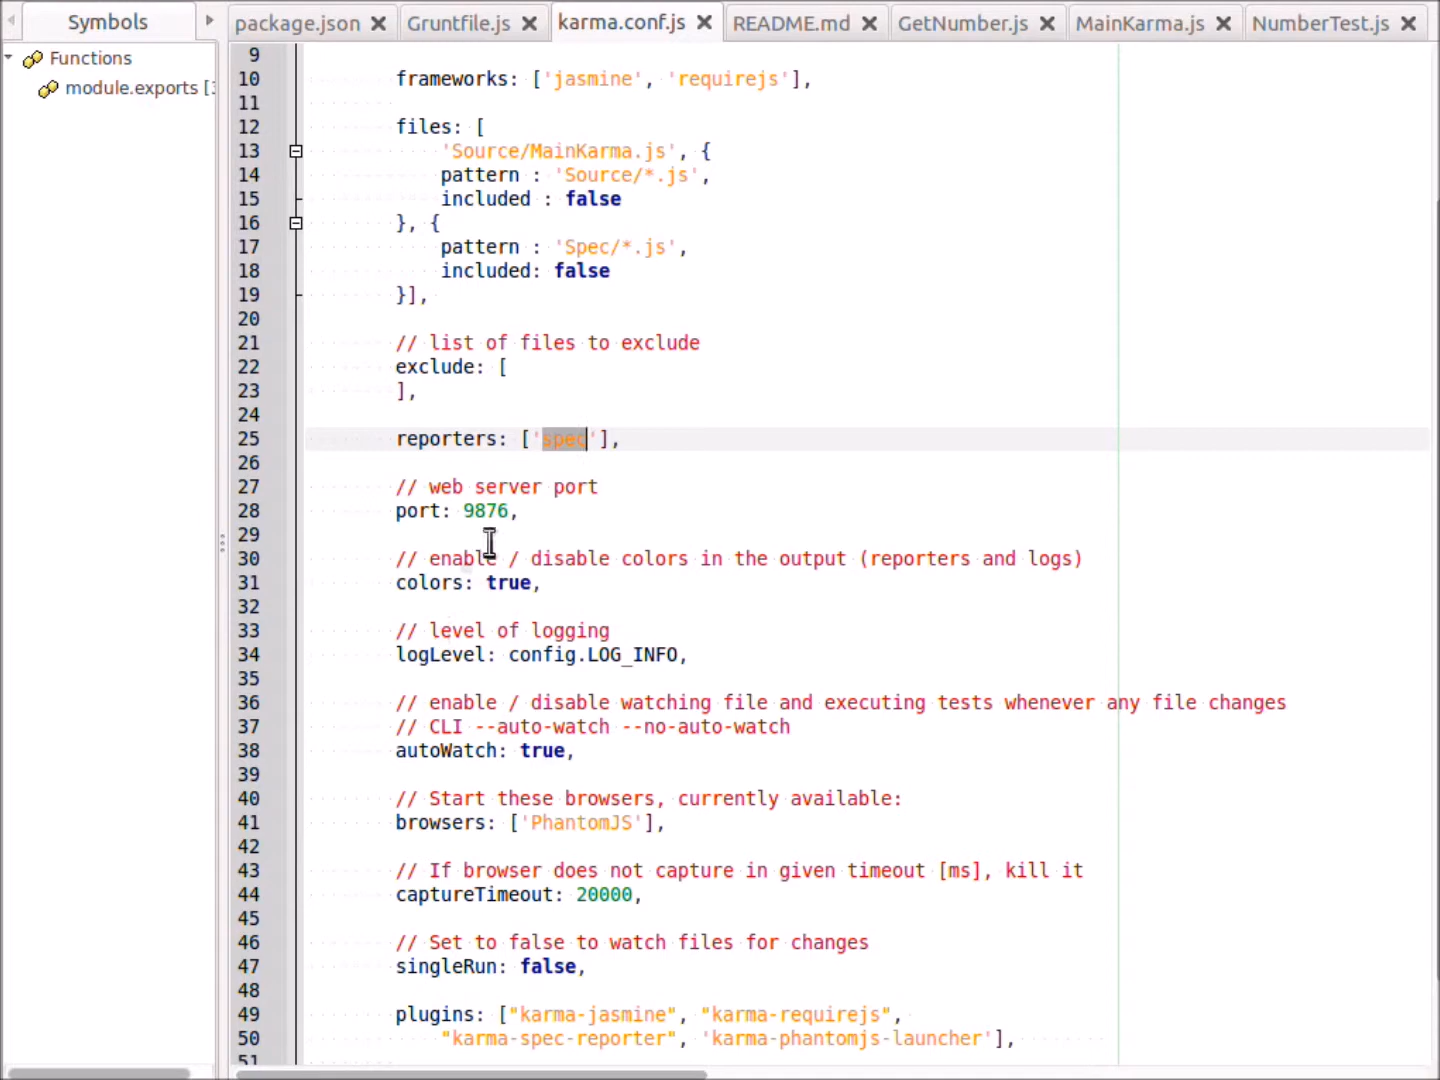 Symbols
package.json
Gruntfile.js
karma.conf.js
README.md
GetNumber.js
MainKarma.js
NumberTest.js
Functions
module.exports [3
9
10 frameworks: ['jasmine', 'requirejs'],
11
12 files: [
13 'Source/MainKarma.js', {
14 pattern : 'Source/*.js',
15 included : false
16 }, {
17 pattern : 'Spec/*.js',
18 included: false
19 }],
20
21 // list of files to exclude
22 exclude: [
23 ],
24
25 reporters: ['spec'],
26
27 // web server port
28 port: 9876,
29
30 // enable / disable colors in the output (reporters and logs)
31 colors: true,
32
33 // level of logging
34 logLevel: config.LOG_INFO,
35
36 // enable / disable watching file and executing tests whenever any file changes
37 // CLI --auto-watch --no-auto-watch
38 autoWatch: true,
39
40 // Start these browsers, currently available:
41 browsers: ['PhantomJS'],
42
43 // If browser does not capture in given timeout [ms], kill it
44 captureTimeout: 20000,
45
46 // Set to false to watch files for changes
47 singleRun: false,
48
49 plugins: ["karma-jasmine", "karma-requirejs",
50 "karma-spec-reporter", 'karma-phantomjs-launcher'],
51